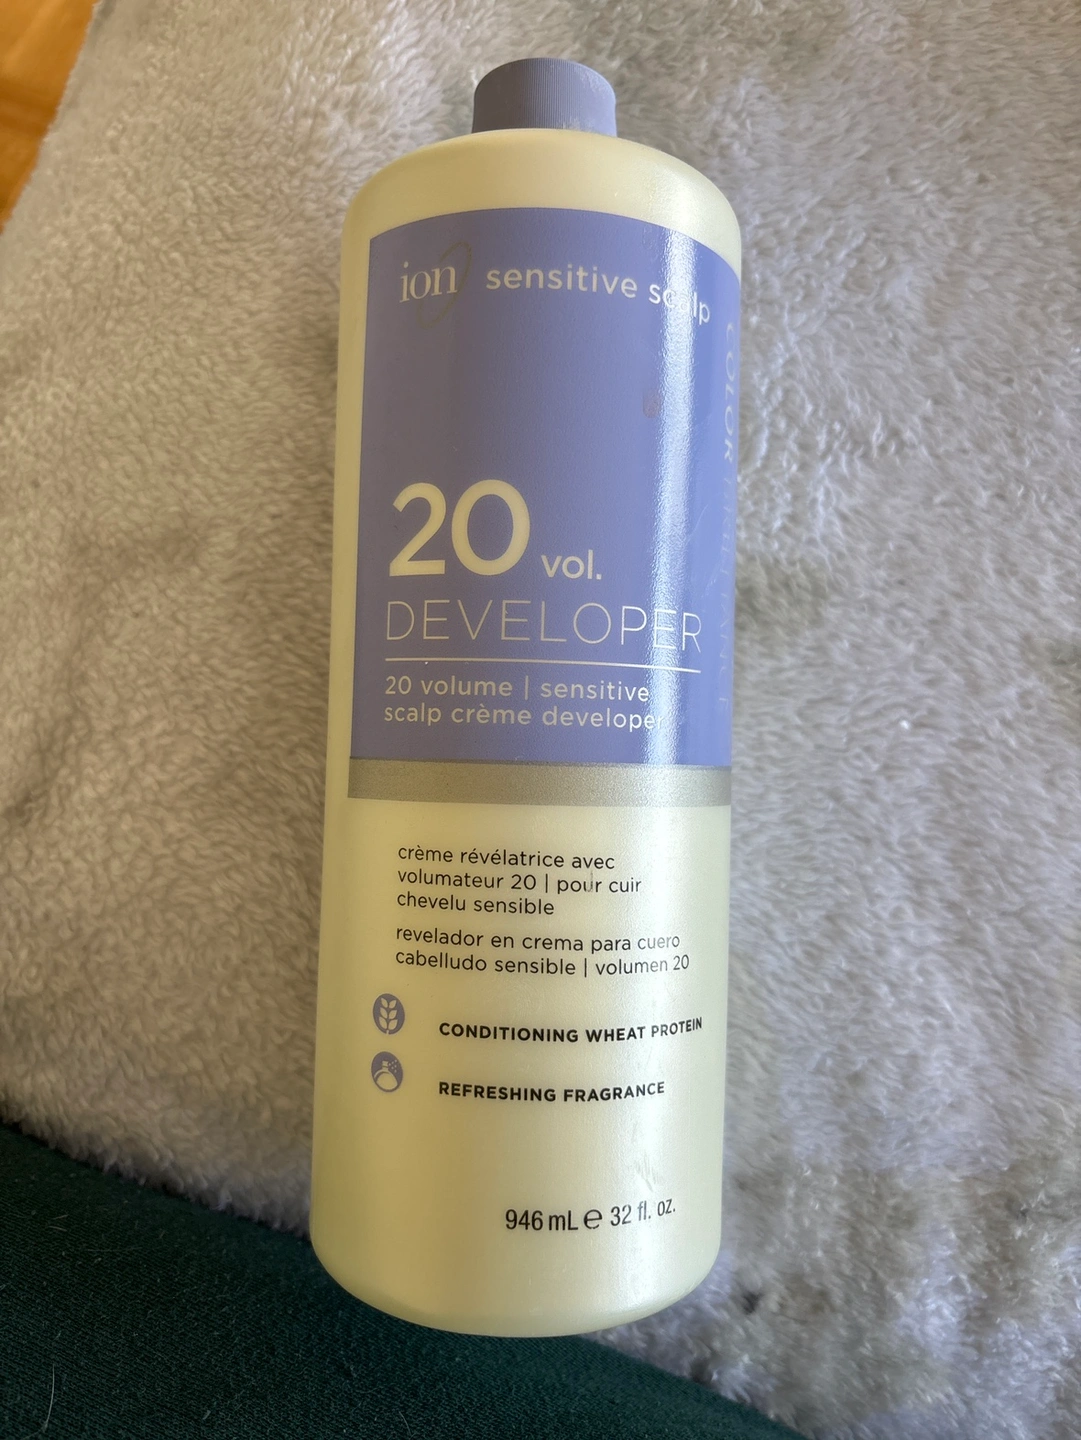 ion sensitive scalp
COLOR BRILLIANCE
20 vol.
DEVELOPER
20 volume | sensitive
scalp crème developer
crème révélatrice avec
volumateur 20 | pour cuir
chevelu sensible
revelador en crema para cuero
cabelludo sensible | volumen 20
CONDITIONING WHEAT PROTEIN
REFRESHING FRAGRANCE
946 mL ℮ 32 fl. oz.